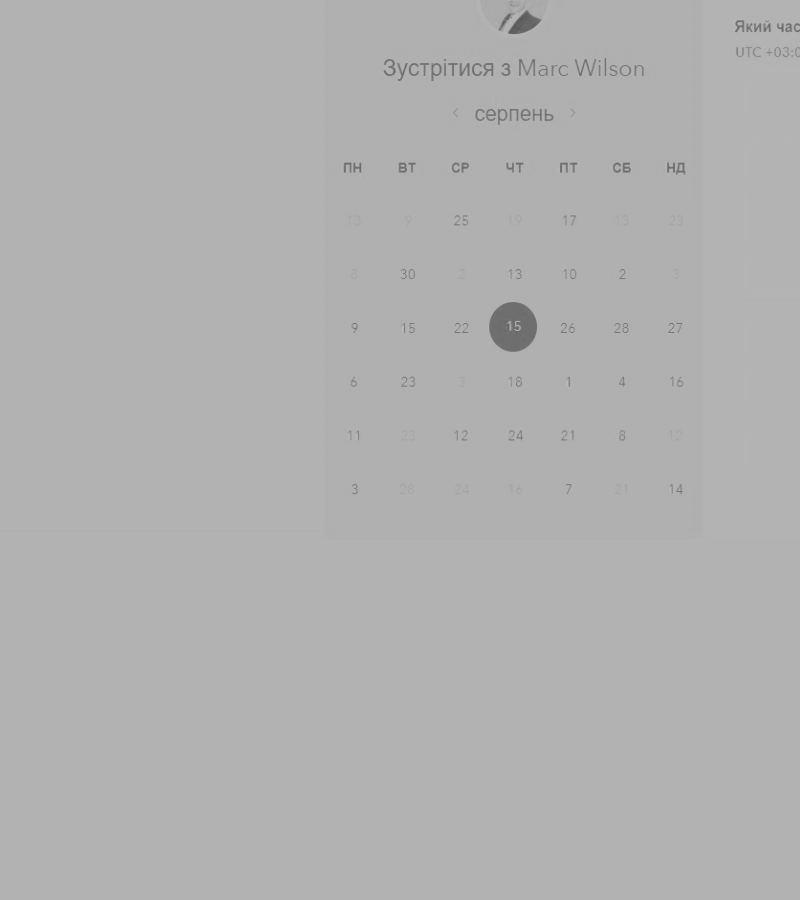 Який час
UTC +03:0
Зустрітися з Marc Wilson
серпень
ПН ВТ СР ЧТ ПТ СБ НД
13 9 25 19 17 13 23
8 30 2 13 10 2 3
9 15 22 15 26 28 27
6 23 3 18 1 4 16
11 23 12 24 21 8 12
3 28 24 16 7 21 14